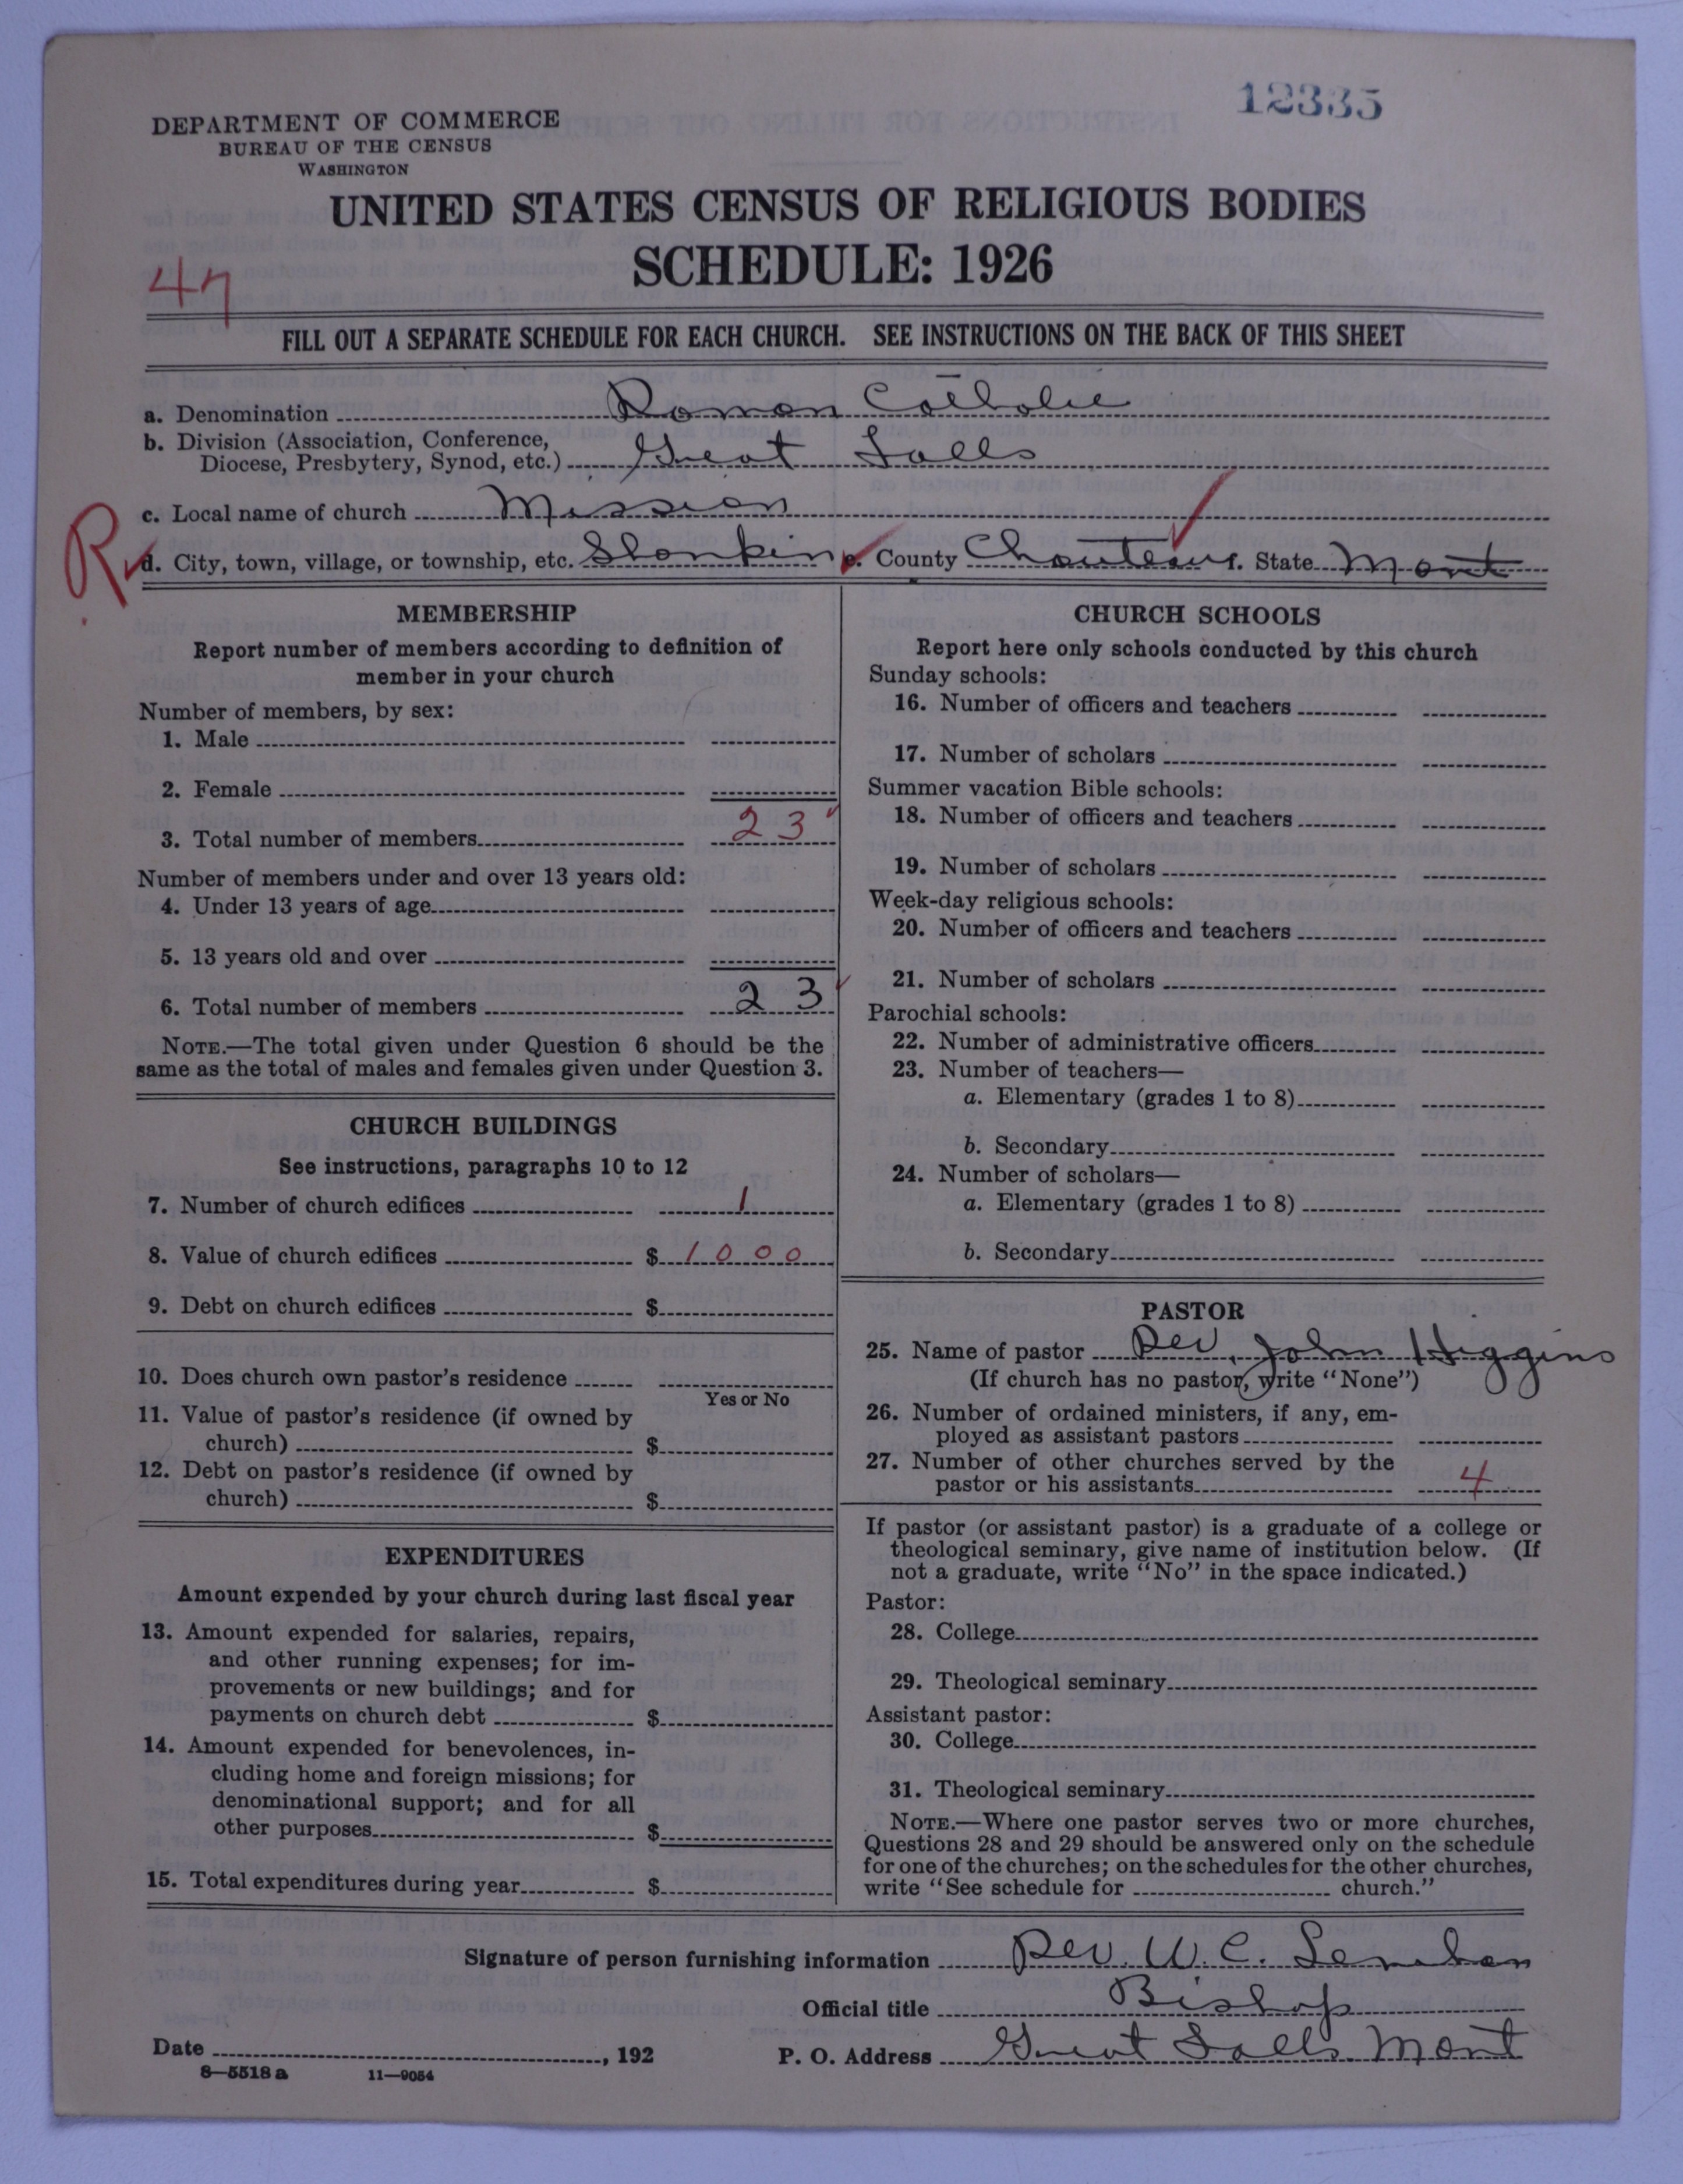 12335
DEPARTMENT OF COMMERCE
BUREAU OF THE CENSUS
WASHINGTON
UNITED STATES CENSUS OF RELIGIOUS BODIES
SCHEDULE: 1926
47
FILL OUT A SEPARATE SCHEDULE FOR EACH CHURCH. SEE INSTRUCTIONS ON THE BACK OF THIS SHEET
a. Denomination Roman Catholic
b. Division (Association, Conference,
Diocese, Presbytery, Synod, etc.) Great Falls
c. Local name of church Mission
R
d. City, town, village, or township, etc. Shonkin e. County Chouteau f. State Mont
MEMBERSHIP
Report number of members according to definition of
member in your church
Number of members, by sex:
1. Male
2. Female
3. Total number of members 23
Number of members under and over 13 years old:
4. Under 13 years of age
5. 13 years old and over
6. Total number of members 23
NOTE.—The total given under Question 6 should be the
same as the total of males and females given under Question 3.
CHURCH BUILDINGS
See instructions, paragraphs 10 to 12
7. Number of church edifices 1
8. Value of church edifices $ 1000
9. Debt on church edifices $
10. Does church own pastor's residence
Yes or No
11. Value of pastor's residence (if owned by
church) $
12. Debt on pastor's residence (if owned by
church) $
EXPENDITURES
Amount expended by your church during last fiscal year
13. Amount expended for salaries, repairs,
and other running expenses; for im-
provements or new buildings; and for
payments on church debt $
14. Amount expended for benevolences, in-
cluding home and foreign missions; for
denominational support; and for all
other purposes $
15. Total expenditures during year $
CHURCH SCHOOLS
Report here only schools conducted by this church
Sunday schools:
16. Number of officers and teachers
17. Number of scholars
Summer vacation Bible schools:
18. Number of officers and teachers
19. Number of scholars
Week-day religious schools:
20. Number of officers and teachers
21. Number of scholars
Parochial schools:
22. Number of administrative officers
23. Number of teachers—
a. Elementary (grades 1 to 8)
b. Secondary
24. Number of scholars—
a. Elementary (grades 1 to 8)
b. Secondary
PASTOR
25. Name of pastor Rev. John Higgins
(If church has no pastor, write "None")
26. Number of ordained ministers, if any, em-
ployed as assistant pastors
27. Number of other churches served by the
pastor or his assistants 4
If pastor (or assistant pastor) is a graduate of a college or
theological seminary, give name of institution below. (If
not a graduate, write "No" in the space indicated.)
Pastor:
28. College
29. Theological seminary
Assistant pastor:
30. College
31. Theological seminary
NOTE.—Where one pastor serves two or more churches,
Questions 28 and 29 should be answered only on the schedule
for one of the churches; on the schedules for the other churches,
write "See schedule for church."
Signature of person furnishing information Rev. W. C. Lenihan
Official title Bishop
Date , 192
P. O. Address Great Falls Mont
8—5518 a 11—9054